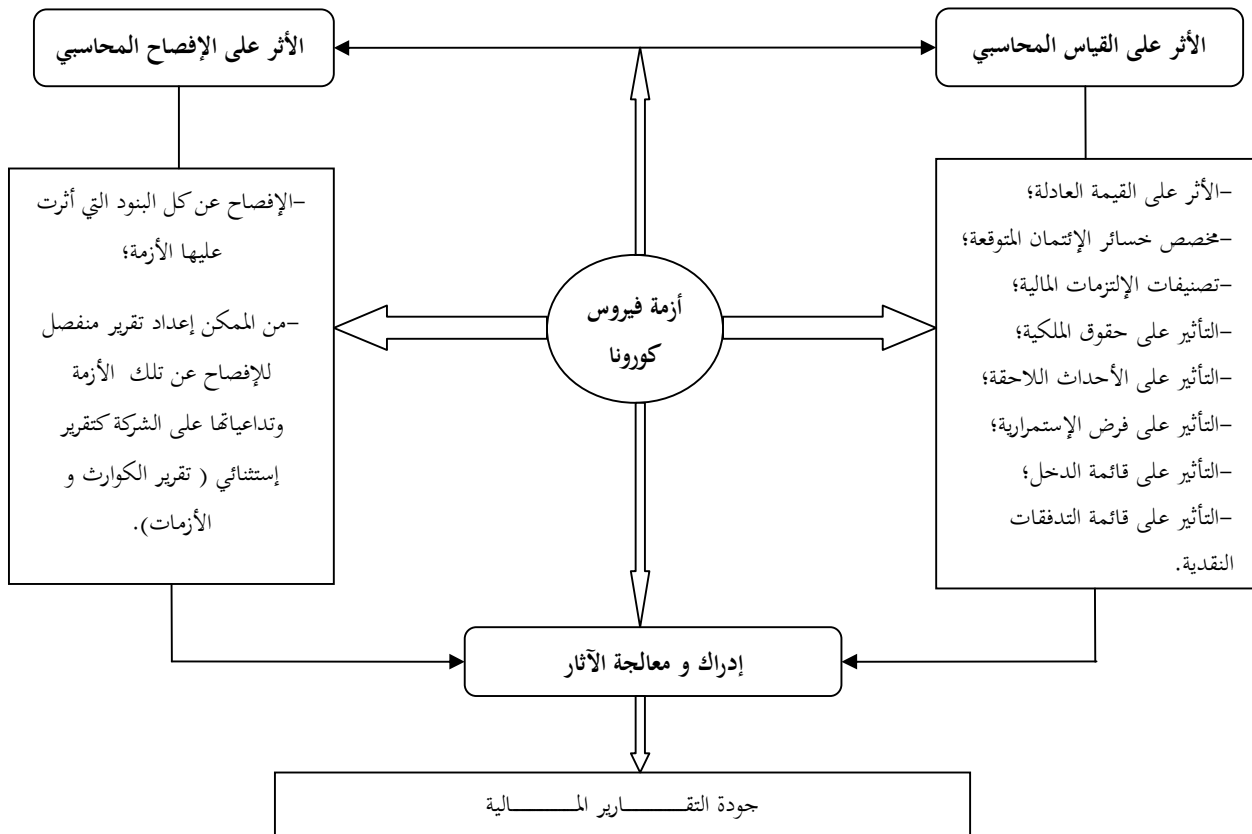 الأثر على القياس المحاسبي
الأثر على الإفصاح المحاسبي
-الأثر على القيمة العادلة؛
-مخصص خسائر الإئتمان المتوقعة؛
-تصنيفات الإلتزمات المالية؛
-التأثير على حقوق الملكية؛
-التأثير على الأحداث اللاحقة؛
-التأثير على فرض الإستمرارية؛
-التأثير على قائمة الدخل؛
-التأثير على قائمة التدفقات
النقدية.
أزمة فيروس
كورونا
-الإفصاح عن كل البنود التي أثرت
عليها الأزمة؛
-من الممكن إعداد تقرير منفصل
للإفصاح عن تلك الأزمة
وتداعياتها على الشركة كتقرير
إستثنائي ( تقرير الكوارث و
الأزمات).
إدراك و معالجة الآثار
جودة التقـــــــارير المـــــــــالية